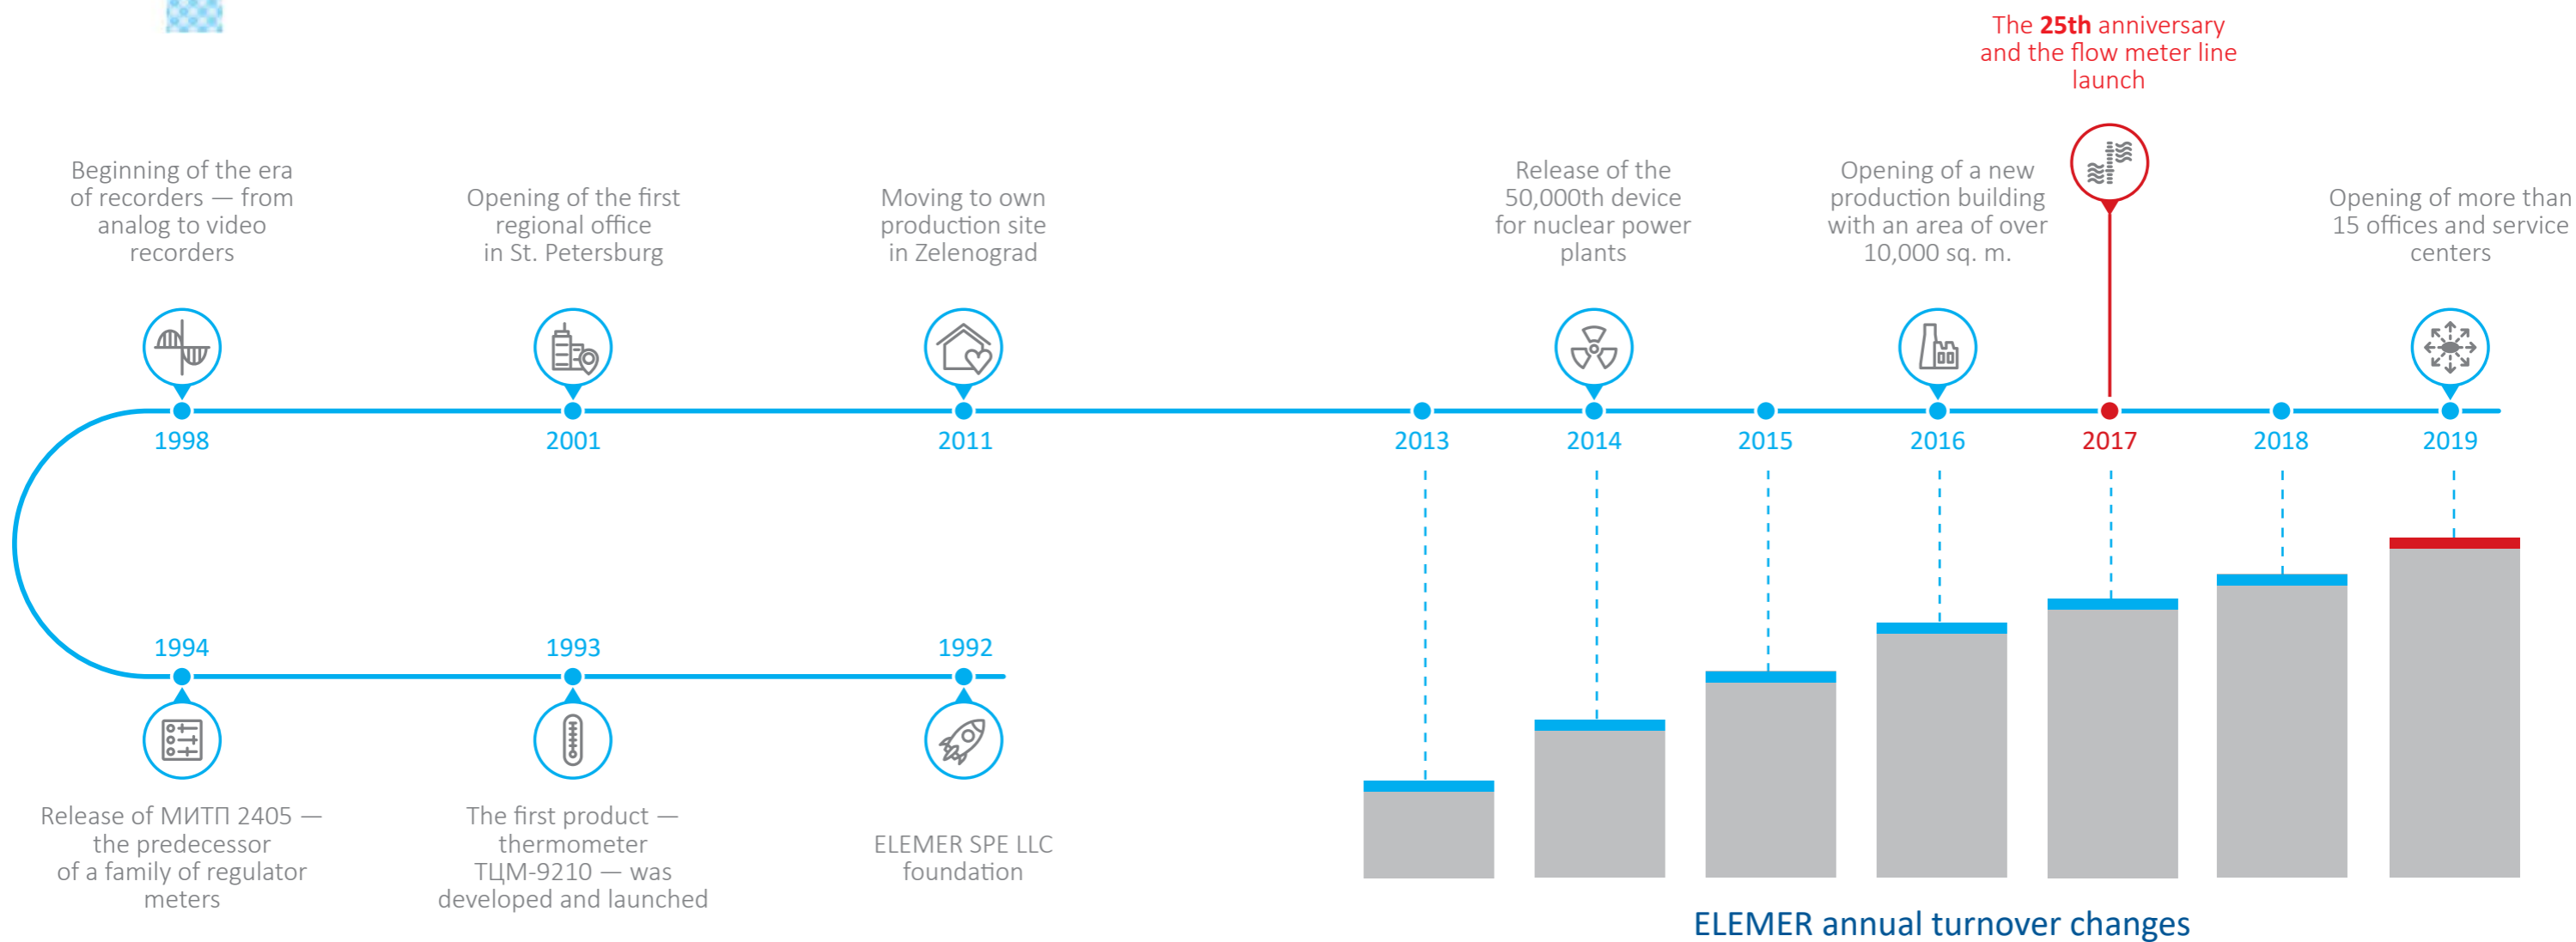 The 25th anniversary
and the flow meter line
launch
Beginning of the era
of recorders — from
analog to video
recorders
Opening of the first
regional office
in St. Petersburg
Moving to own
production site
in Zelenograd
Release of the
50,000th device
for nuclear power
plants
Opening of a new
production building
with an area of over
10,000 sq. m.
Opening of more than
15 offices and service
centers
1998
2001
2011
2013
2014
2015
2016
2017
2018
2019
1994
1993
1992
Release of МИТП 2405 —
the predecessor
of a family of regulator
meters
The first product —
thermometer
ТЦМ-9210 — was
developed and launched
ELEMER SPE LLC
foundation
ELEMER annual turnover changes